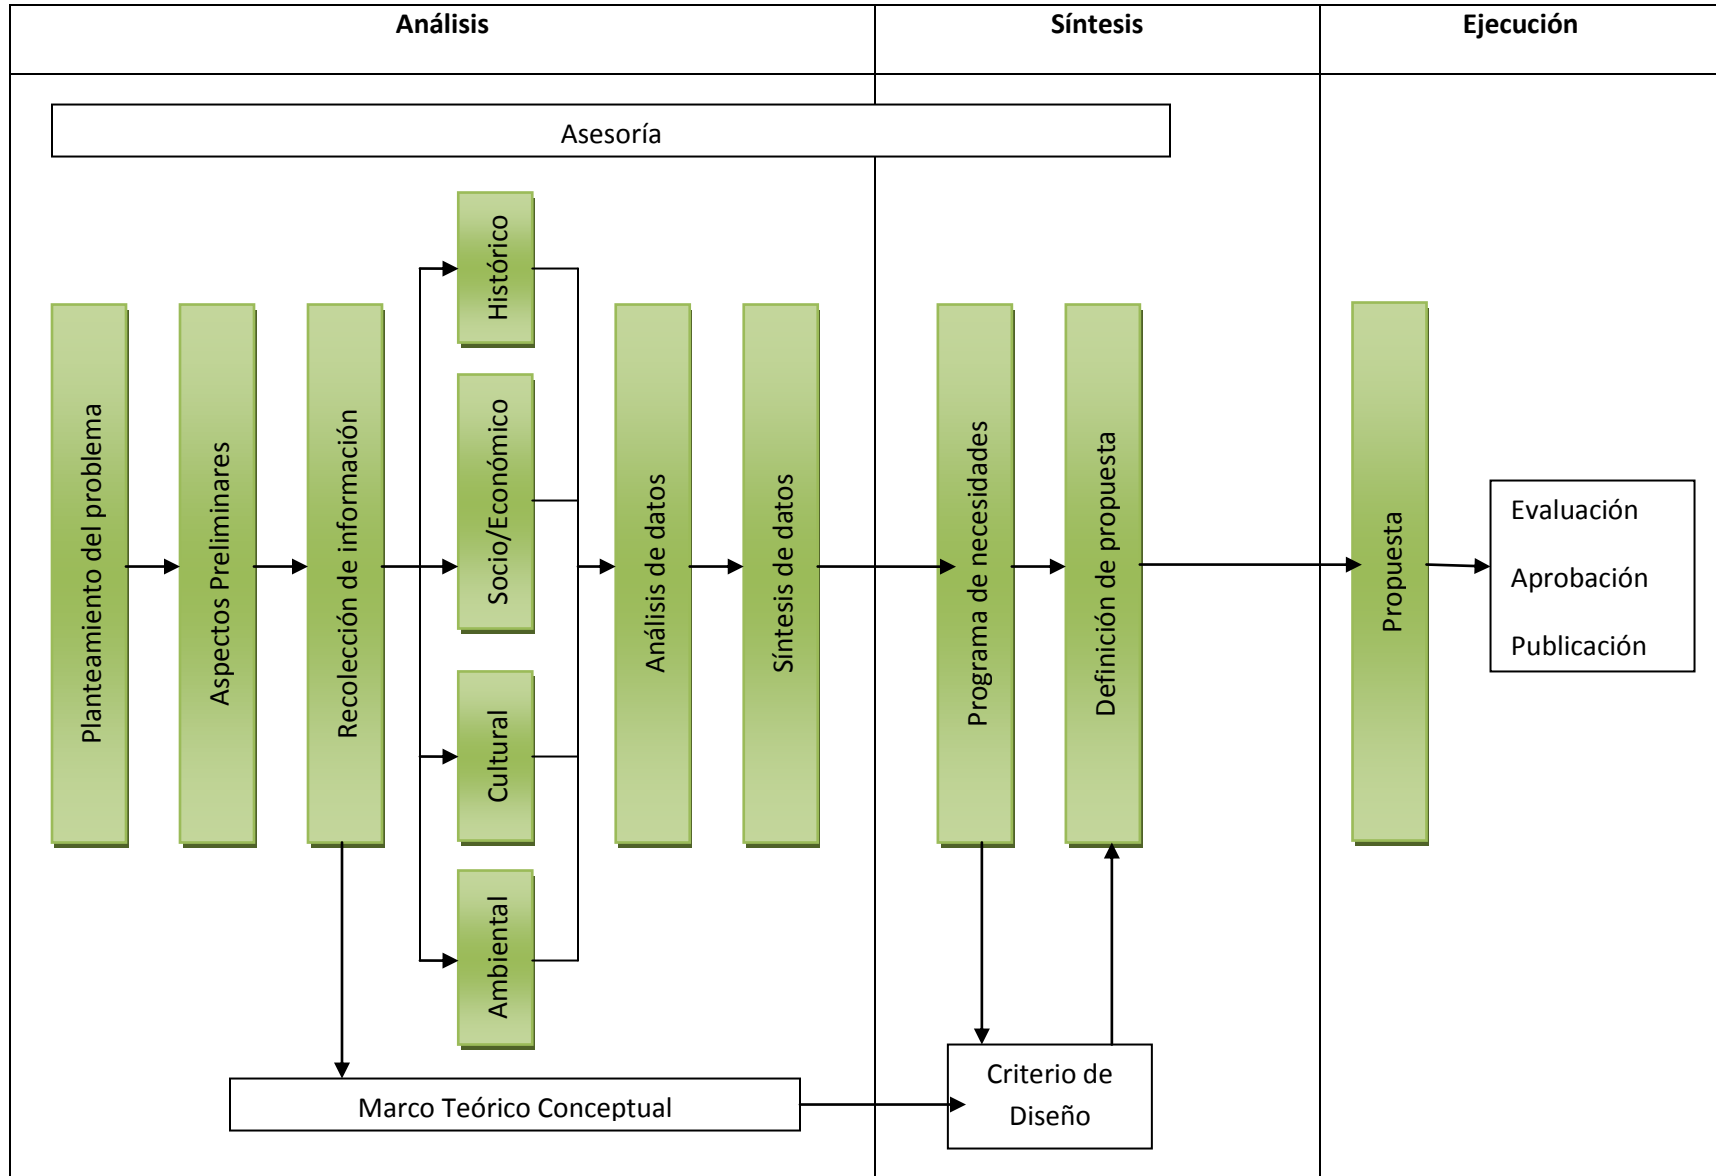 Análisis
Síntesis
Ejecución
Asesoría
Planteamiento del problema
Aspectos Preliminares
Recolección de información
Histórico
Socio/Económico
Cultural
Ambiental
Análisis de datos
Síntesis de datos
Programa de necesidades
Definición de propuesta
Propuesta
Evaluación
Aprobación
Publicación
Marco Teórico Conceptual
Criterio de
Diseño